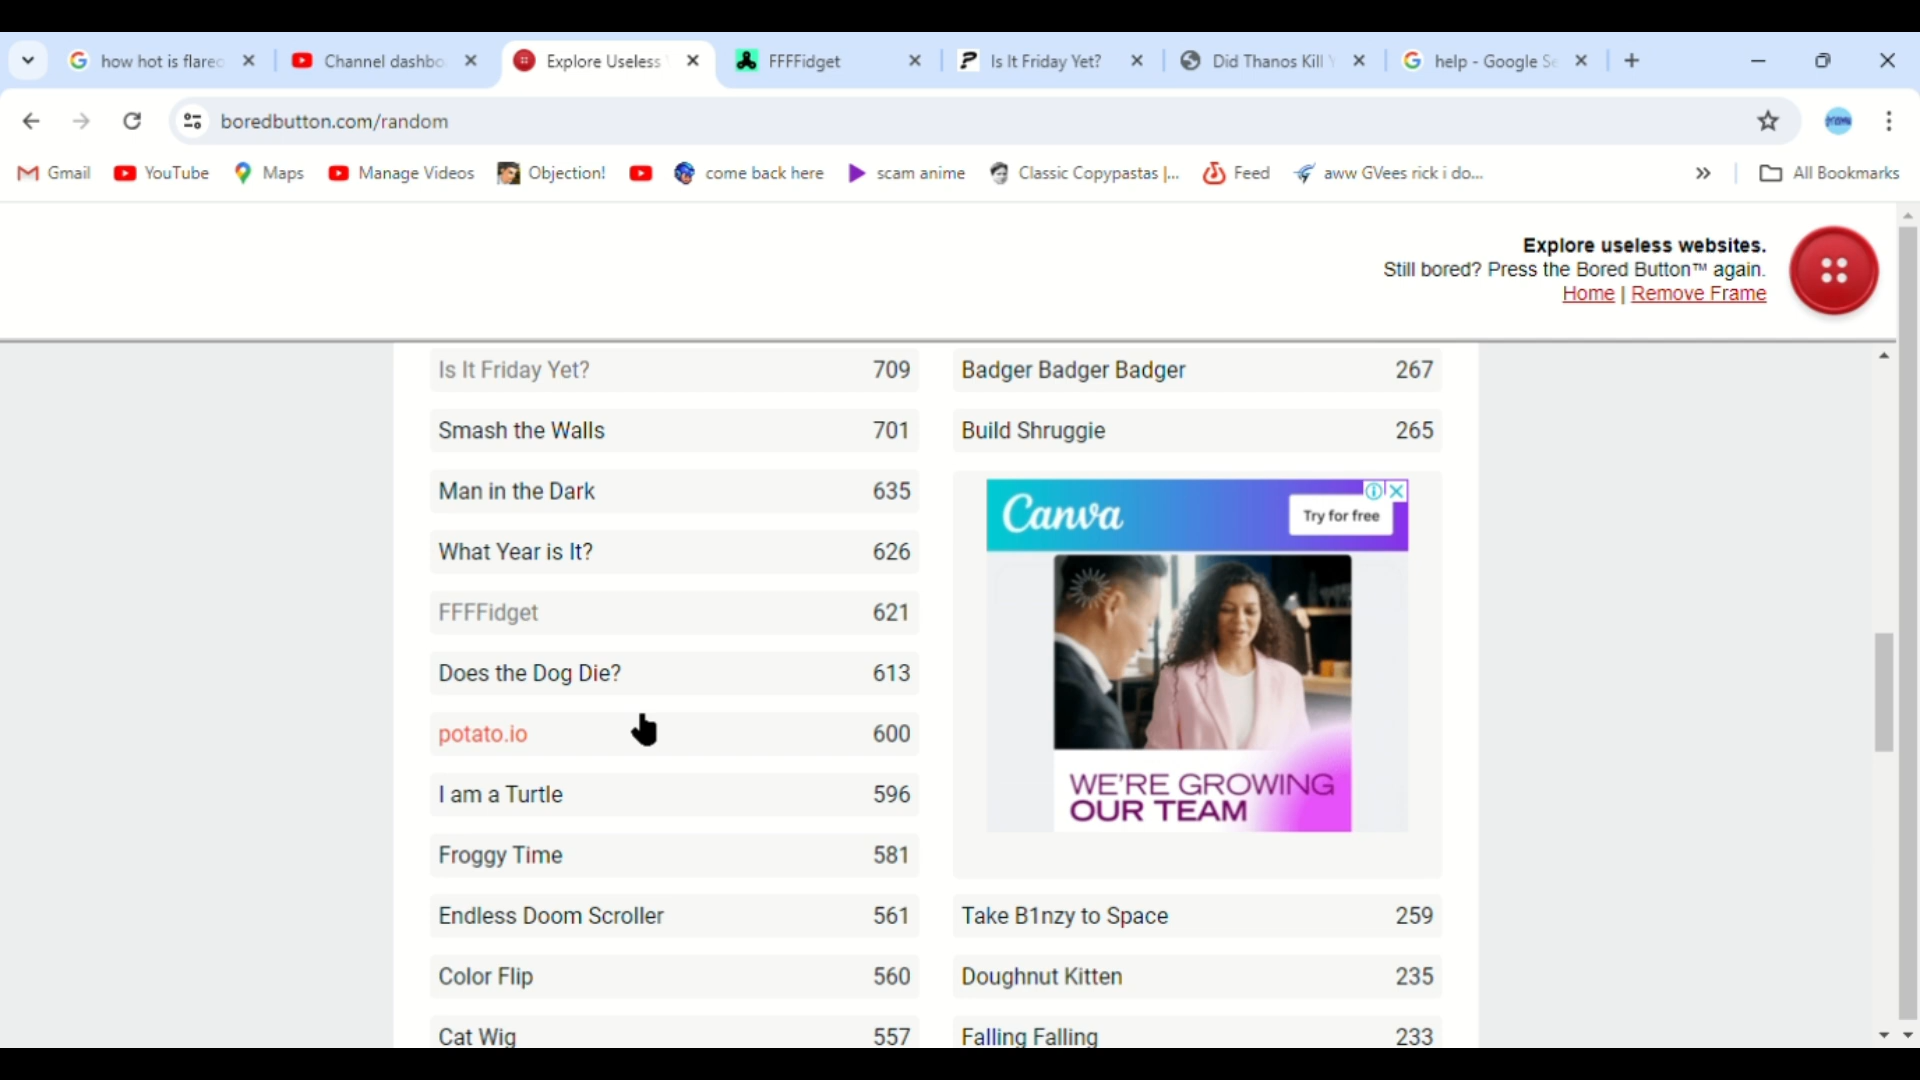 how hot is flareo
Channel dashbo
Explore Useless
FFFFidget
Is It Friday Yet?
Did Thanos Kill Y
help - Google Se
boredbutton.com/random
Gmail
YouTube
Maps
Manage Videos
Objection!
come back here
scam anime
Classic Copypastas |...
Feed
aww GVees rick i do...
All Bookmarks
Explore useless websites.
Still bored? Press the Bored Button™ again.
Home | Remove Frame
Is It Friday Yet? 709
Smash the Walls 701
Man in the Dark 635
What Year is It? 626
FFFFidget 621
Does the Dog Die? 613
potato.io 600
I am a Turtle 596
Froggy Time 581
Endless Doom Scroller 561
Color Flip 560
Cat Wig 557
Badger Badger Badger 267
Build Shruggie 265
Canva
Try for free
WE'RE GROWING
OUR TEAM
Take B1nzy to Space 259
Doughnut Kitten 235
Falling Falling 233